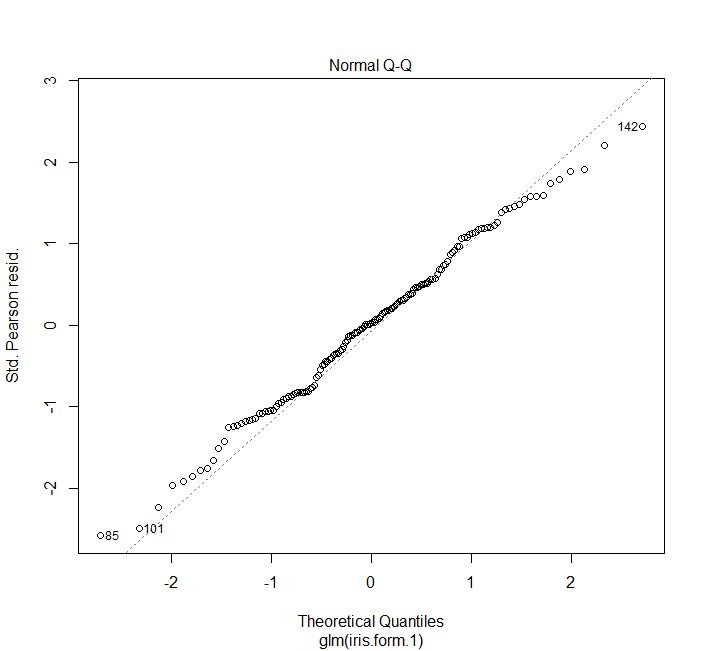 Normal Q-Q
3
2
1
0
-1
-2
Std. Pearson resid.
142
101
85
-2 -1 0 1 2
Theoretical Quantiles
glm(iris.form.1)